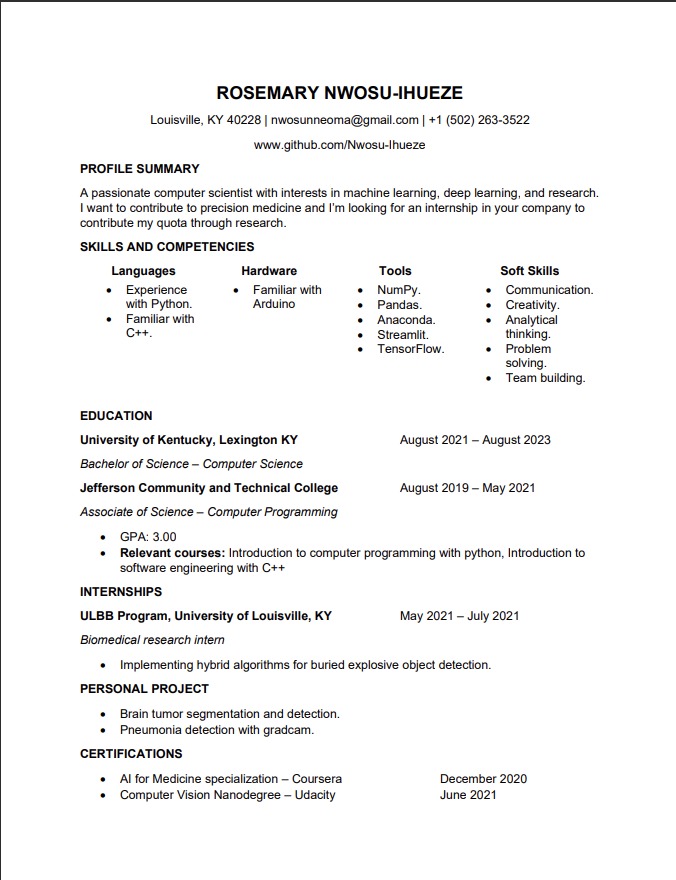 ROSEMARY NWOSU-IHUEZE
Louisville, KY 40228 | nwosunneoma@gmail.com | +1 (502) 263-3522
www.github.com/Nwosu-Ihueze
PROFILE SUMMARY
A passionate computer scientist with interests in machine learning, deep learning, and research.
I want to contribute to precision medicine and I'm looking for an internship in your company to
contribute my quota through research.
SKILLS AND COMPETENCIES
Languages
• Experience
with Python.
• Familiar with
C++.
Hardware
• Familiar with
Arduino
Tools
• NumPy.
• Pandas.
• Anaconda.
• Streamlit.
• TensorFlow.
Soft Skills
• Communication.
• Creativity.
• Analytical
thinking.
• Problem
solving.
• Team building.
EDUCATION
University of Kentucky, Lexington KY August 2021 – August 2023
Bachelor of Science – Computer Science
Jefferson Community and Technical College August 2019 – May 2021
Associate of Science – Computer Programming
• GPA: 3.00
• Relevant courses: Introduction to computer programming with python, Introduction to
software engineering with C++
INTERNSHIPS
ULBB Program, University of Louisville, KY May 2021 – July 2021
Biomedical research intern
• Implementing hybrid algorithms for buried explosive object detection.
PERSONAL PROJECT
• Brain tumor segmentation and detection.
• Pneumonia detection with gradcam.
CERTIFICATIONS
• AI for Medicine specialization – Coursera December 2020
• Computer Vision Nanodegree – Udacity June 2021